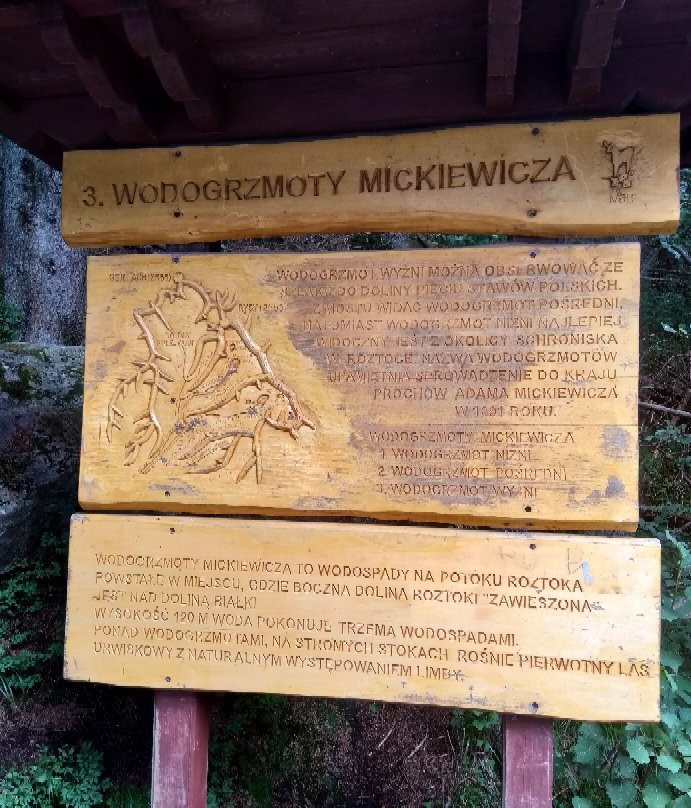 3. WODOGRZMOTY MICKIEWICZA
WODOGRZMOT WYŻNI MOŻNA OBSERWOWAĆ ZE
SZLAKU DO DOLINY PIĘCIU STAWÓW POLSKICH.
Z MOSTU WIDAĆ WODOGRZMOT POŚREDNI,
NATOMIAST WODOGRZMOT NIŻNI NAJLEPIEJ
WIDOCZNY JEST Z OKOLICY SCHRONISKA
W ROZTOCE. NAZWA WODOGRZMOTÓW
UPAMIĘTNIA SPROWADZENIE DO KRAJU
PROCHÓW ADAMA MICKIEWICZA
W 1891 ROKU.
WODOGRZMOTY MICKIEWICZA
1. WODOGRZMOT NIŻNI
2. WODOGRZMOT POŚREDNI
3. WODOGRZMOT WYŻNI
WODOGRZMOTY MICKIEWICZA TO WODOSPADY NA POTOKU ROZTOKA
POWSTAŁE W MIEJSCU, GDZIE BOCZNA DOLINA ROZTOKI "ZAWIESZONA"
JEST NAD DOLINĄ BIAŁKI
WYSOKOŚĆ 120 M WODA POKONUJE TRZEMA WODOSPADAMI.
PONAD WODOGRZMOTAMI, NA STROMYCH STOKACH ROŚNIE PIERWOTNY LAS
URWISKOWY Z NATURALNYM WYSTĘPOWANIEM LIMBY.